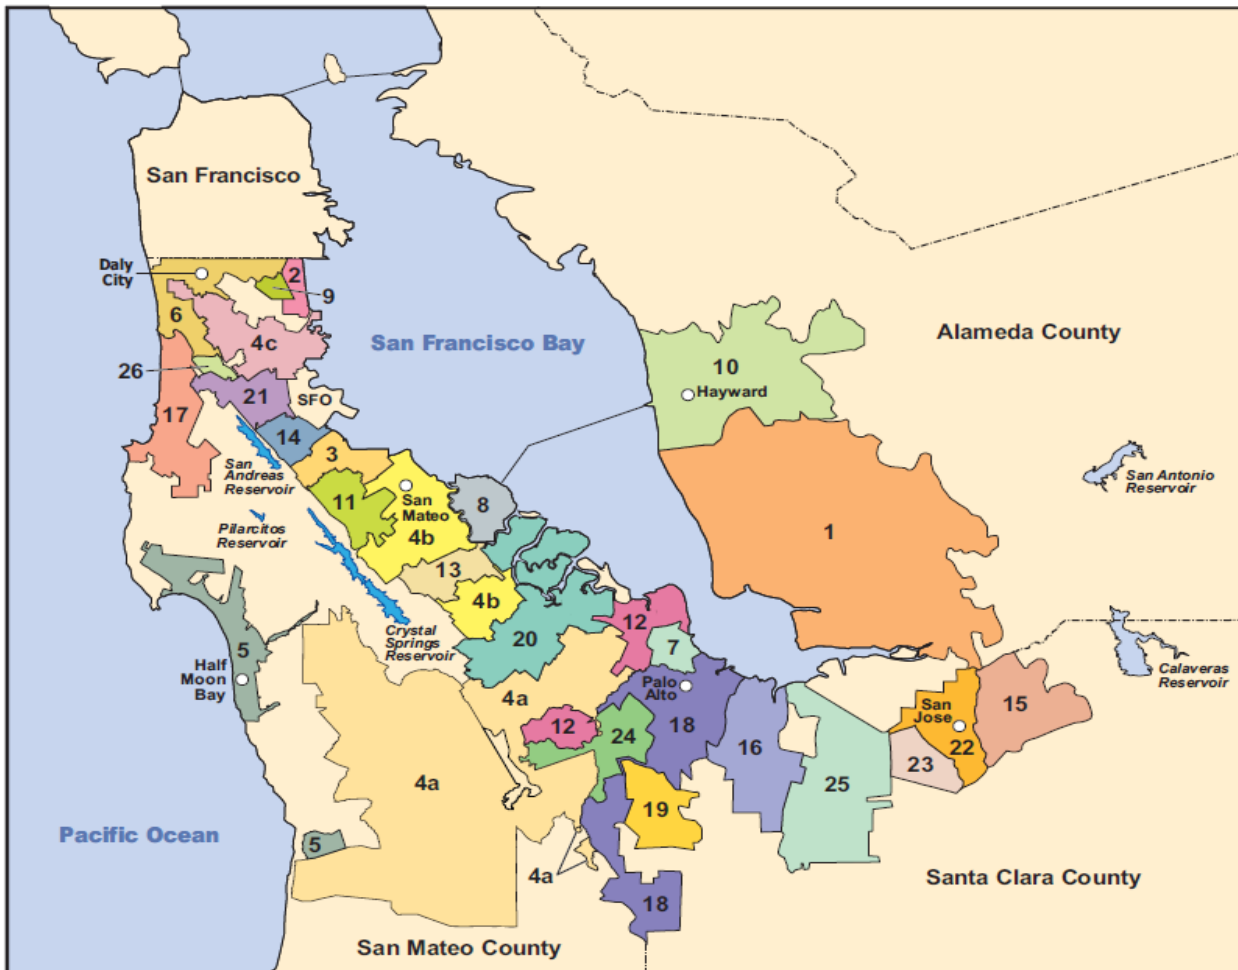 San Francisco
Daly
City
2
9
6
4c
San Francisco Bay
Alameda County
26
10
Hayward
21
SFO
17
14
3
San
Andreas
Reservoir
11
San
Mateo
8
San Antonio
Reservoir
Pilarcitos
Reservoir
4b
1
13
4b
Crystal
Springs
Reservoir
20
12
7
5
Half
Moon
Bay
Calaveras
Reservoir
4a
Palo
Alto
18
12
24
16
San
Jose
22
15
23
4a
25
19
Pacific Ocean
5
4a
18
Santa Clara County
San Mateo County